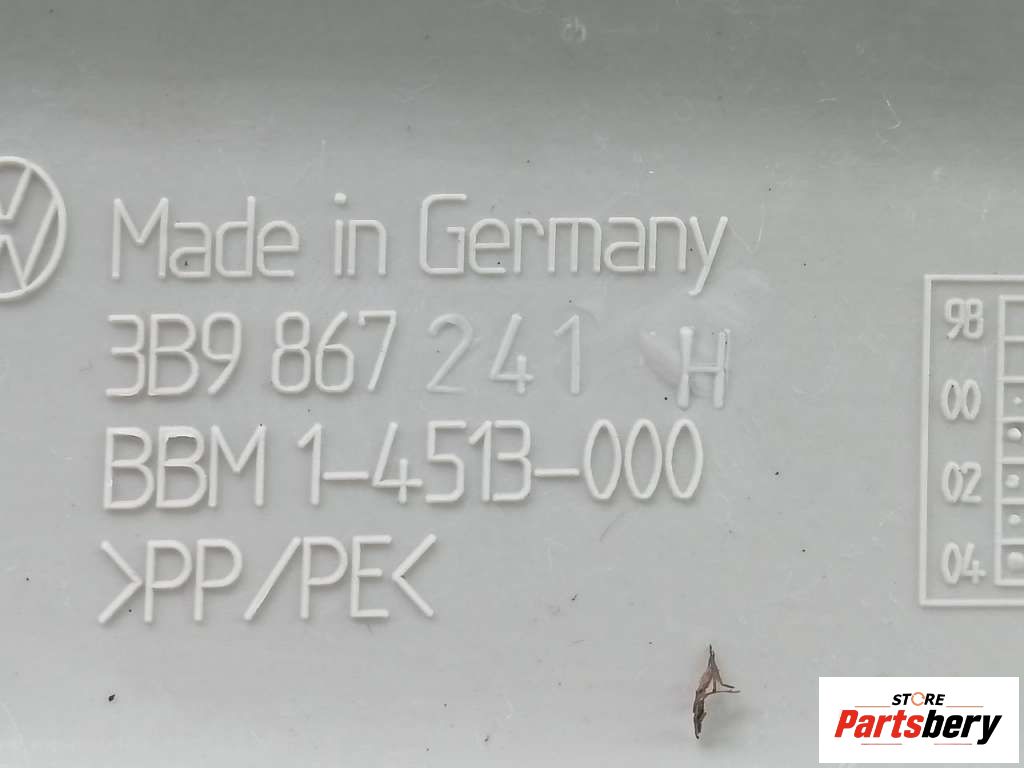 Made in Germany
3B9 867 241 H
BBM 1-4513-000
>PP/PE<
98
00
02
04
STORE
Partsbery